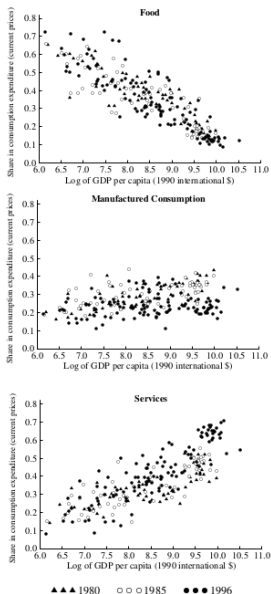 Food
Share in consumption expenditure (current prices)
0.8
0.7
0.6
0.5
0.4
0.3
0.2
0.1
0.0
6.0 6.5 7.0 7.5 8.0 8.5 9.0 9.5 10.0 10.5 11.0
Log of GDP per capita (1990 international $)
Manufactured Consumption
Share in consumption expenditure (current prices)
0.8
0.7
0.6
0.5
0.4
0.3
0.2
0.1
0.0
6.0 6.5 7.0 7.5 8.0 8.5 9.0 9.5 10.0 10.5 11.0
Log of GDP per capita (1990 international $)
Services
Share in consumption expenditure (current prices)
0.8
0.7
0.6
0.5
0.4
0.3
0.2
0.1
0.0
6.0 6.5 7.0 7.5 8.0 8.5 9.0 9.5 10.0 10.5 11.0
Log of GDP per capita (1990 international $)
1980 1985 1996